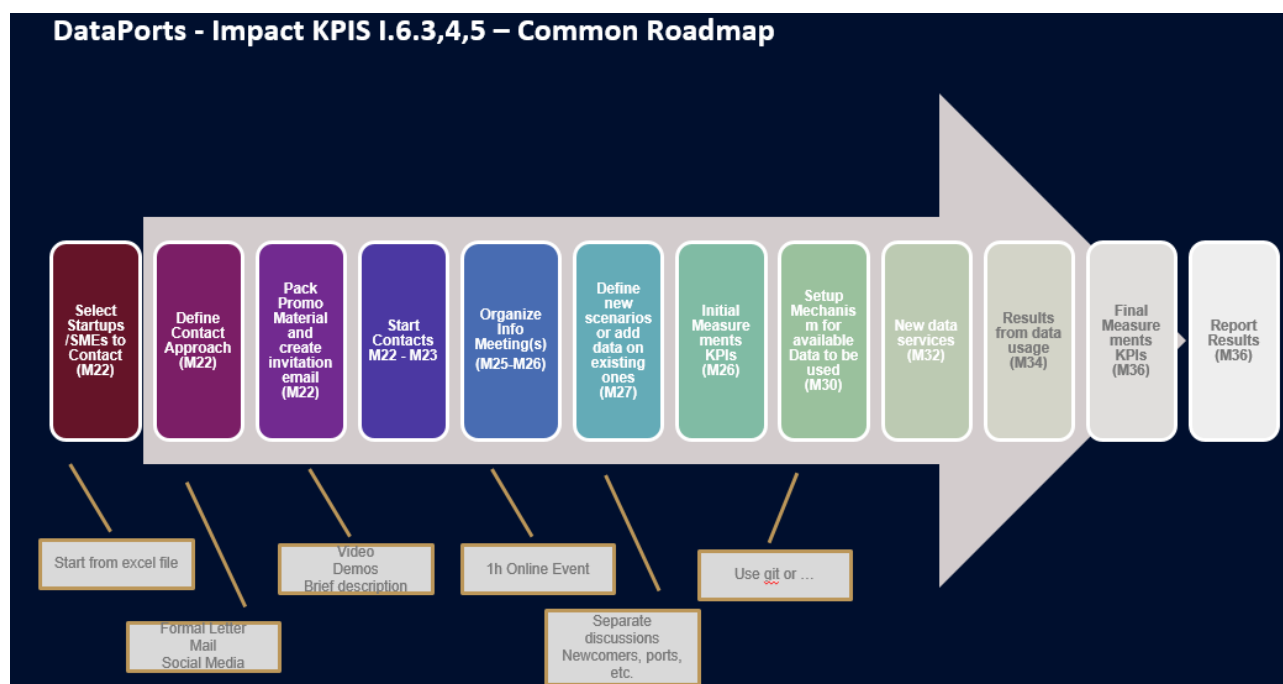 DataPorts - Impact KPIS I.6.3,4,5 – Common Roadmap
Select
Startups
/SMEs to
Contact
(M22)
Define
Contact
Approach
(M22)
Pack
Promo
Material
and
create
invitation
email
(M22)
Start
Contacts
M22 - M23
Organize
Info
Meeting(s)
(M25-M26)
Define
new
scenarios
or add
data on
existing
ones
(M27)
Initial
Measure
ments
KPIs
(M26)
Setup
Mechanis
m for
available
Data to be
used
(M30)
New data
services
(M32)
Results
from data
usage
(M34)
Final
Measure
ments
KPIs
(M36)
Report
Results
(M36)
Start from excel file
Formal Letter
Mail
Social Media
Video
Demos
Brief description
1h Online Event
Separate
discussions
Newcomers, ports,
etc.
Use git or …